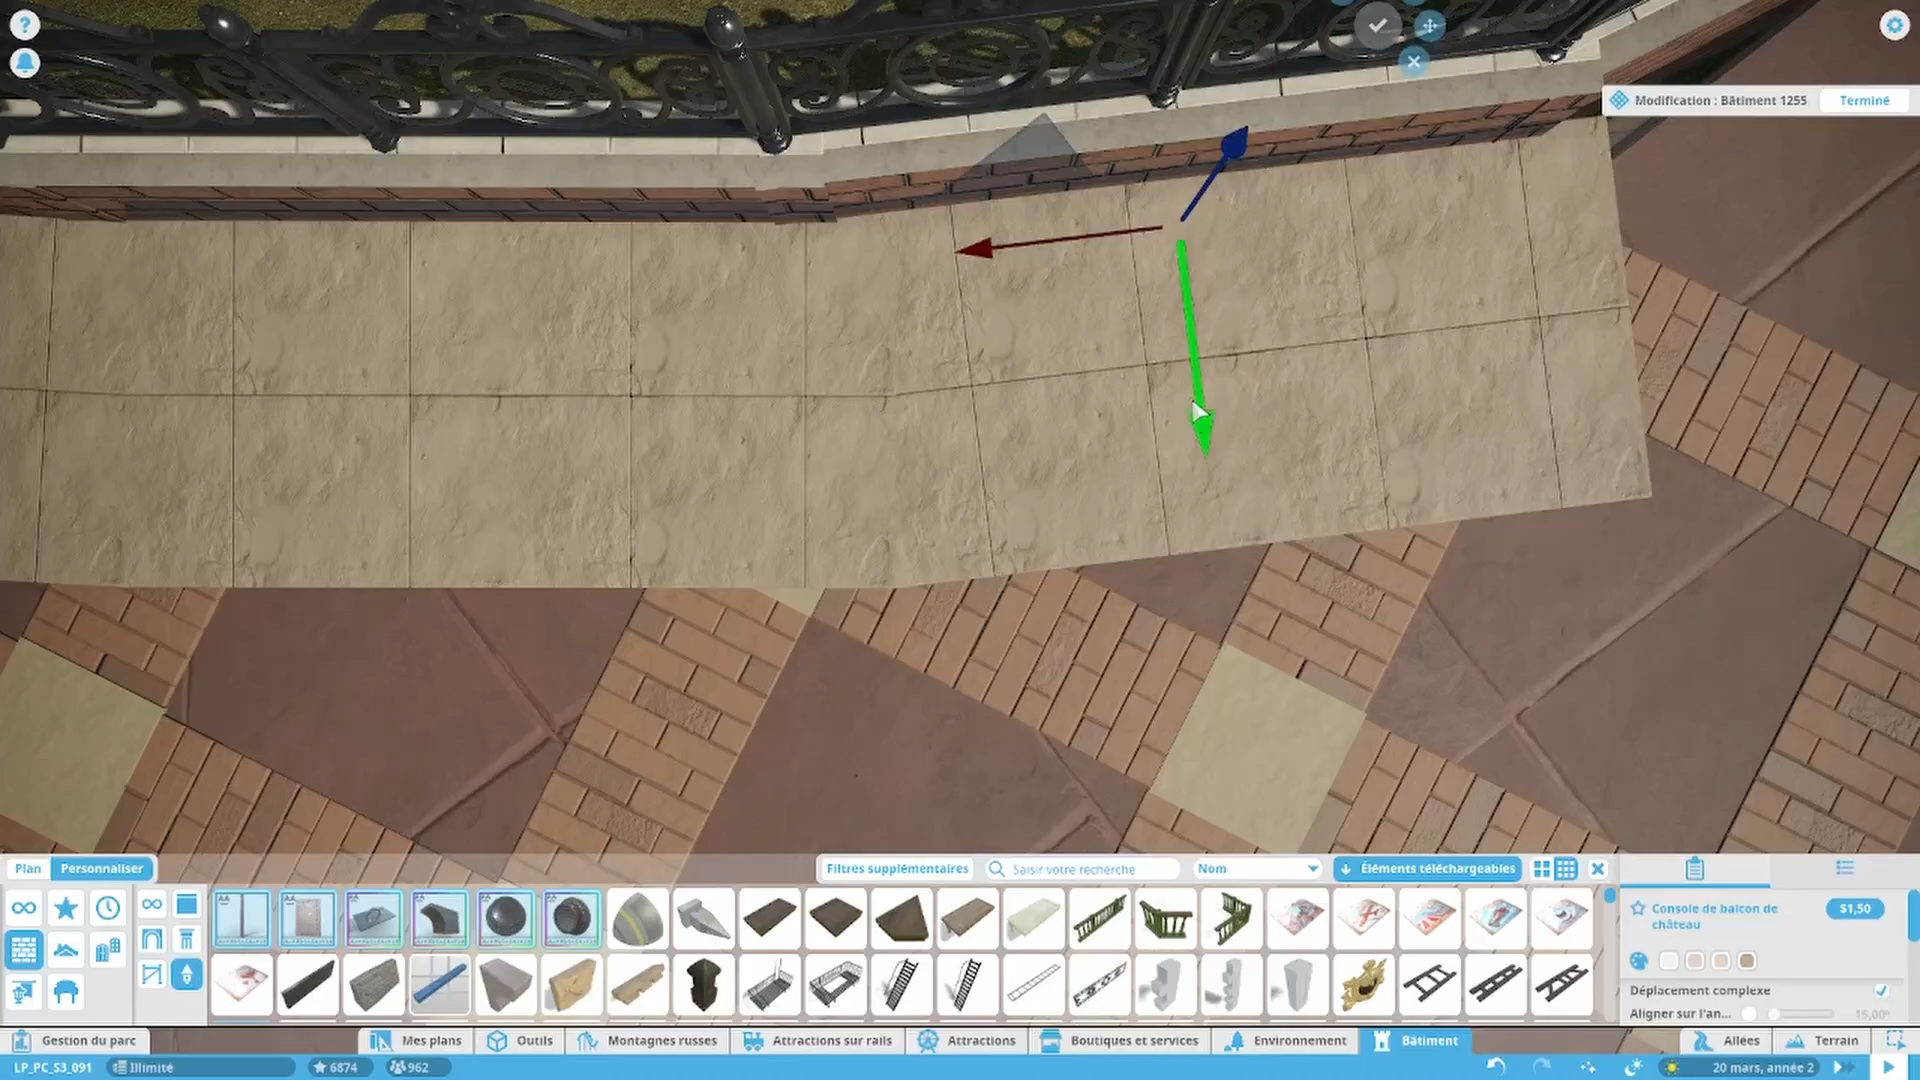 ?
Modification : Bâtiment 1255
Terminé
Plan
Personnaliser
Filtres supplémentaires
Saisir votre recherche
Nom
Éléments téléchargeables
Console de balcon de château
$1,50
Déplacement complexe
Aligner sur l'an...
15,00°
Gestion du parc
Mes plans
Outils
Montagnes russes
Attractions sur rails
Attractions
Boutiques et services
Environnement
Bâtiment
Allées
Terrain
LP_PC_S3_091
Illimité
6874
962
20 mars, année 2